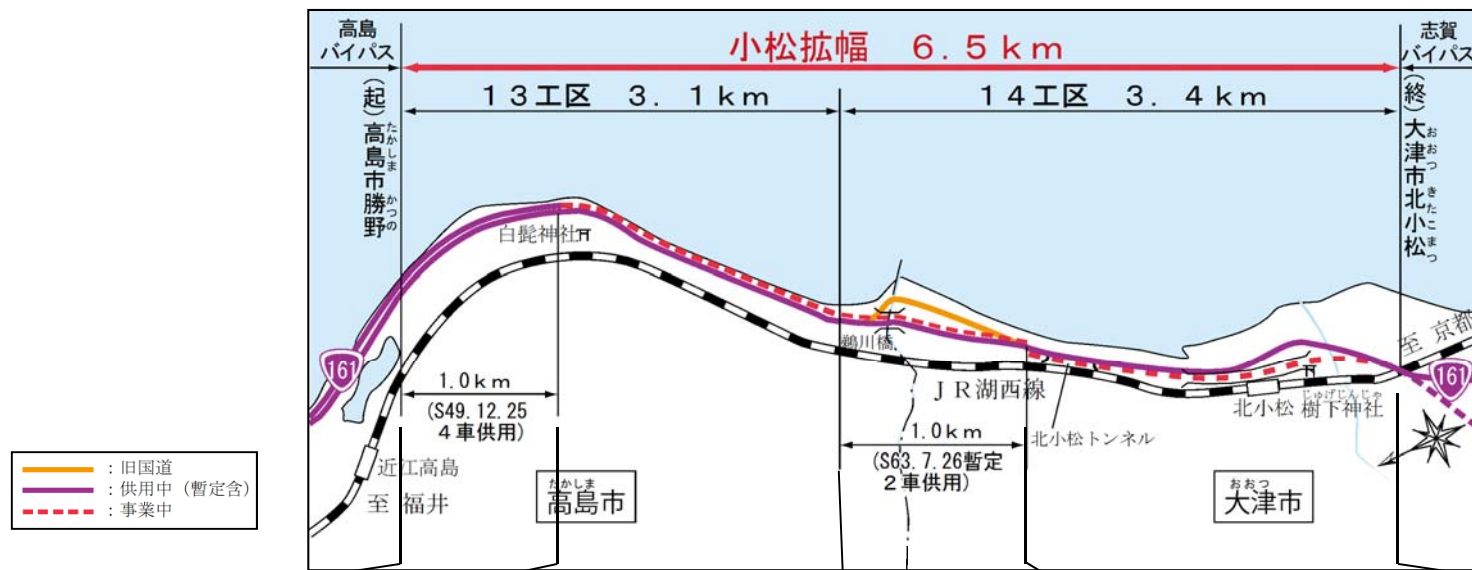 高島
バイパス
小松拡幅 6.5km
志賀
バイパス
13工区 3.1km
14工区 3.4km
(起)高島市勝野
たかしま かつの
(終)大津市北小松
おおつ きたこまつ
白髭神社
161
鵜川橋
至 京都
161
JR湖西線
北小松
樹下神社
じゅげじんじゃ
北小松トンネル
1.0km
(S49.12.25
4車供用)
1.0km
(S63.7.26暫定
2車供用)
近江高島
至 福井
高島市
たかしま
大津市
おおつ
:旧国道
:供用中(暫定含)
:事業中